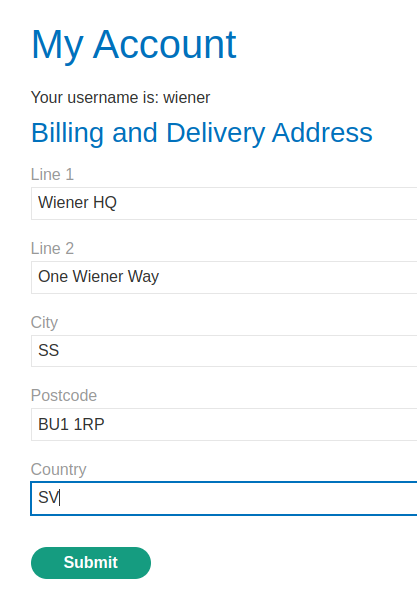 My Account
Your username is: wiener
Billing and Delivery Address
Line 1
Wiener HQ
Line 2
One Wiener Way
City
SS
Postcode
BU1 1RP
Country
SV
Submit